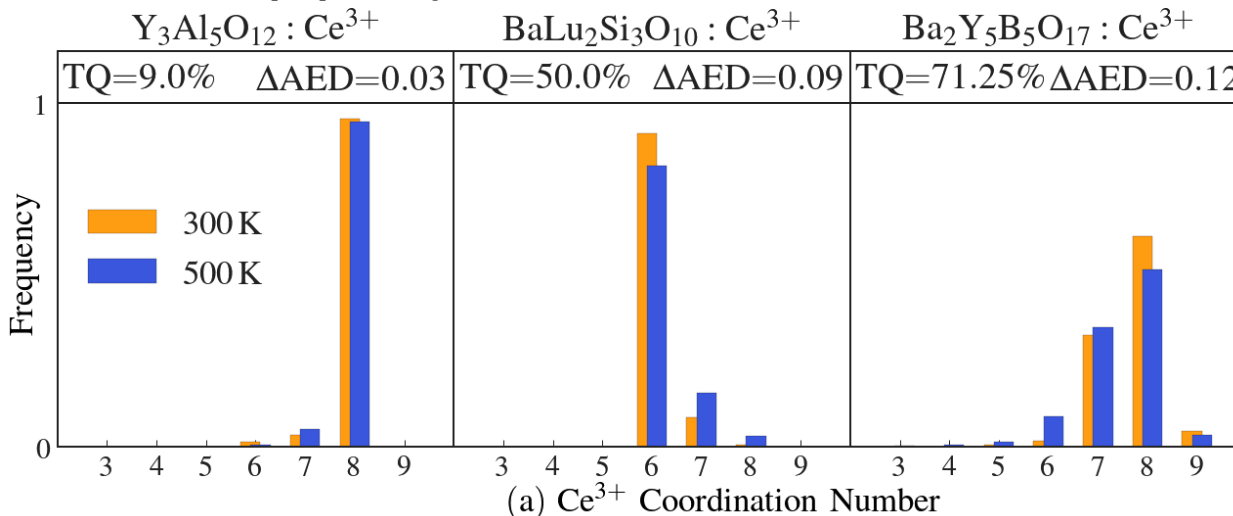 Y₃Al₅O₁₂ : Ce³⁺ BaLu₂Si₃O₁₀ : Ce³⁺ Ba₂Y₅B₅O₁₇ : Ce³⁺
TQ=9.0% ΔAED=0.03 TQ=50.0% ΔAED=0.09 TQ=71.25% ΔAED=0.12
1
300 K
500 K
Frequency
0
3 4 5 6 7 8 9 3 4 5 6 7 8 9 3 4 5 6 7 8 9
(a) Ce³⁺ Coordination Number